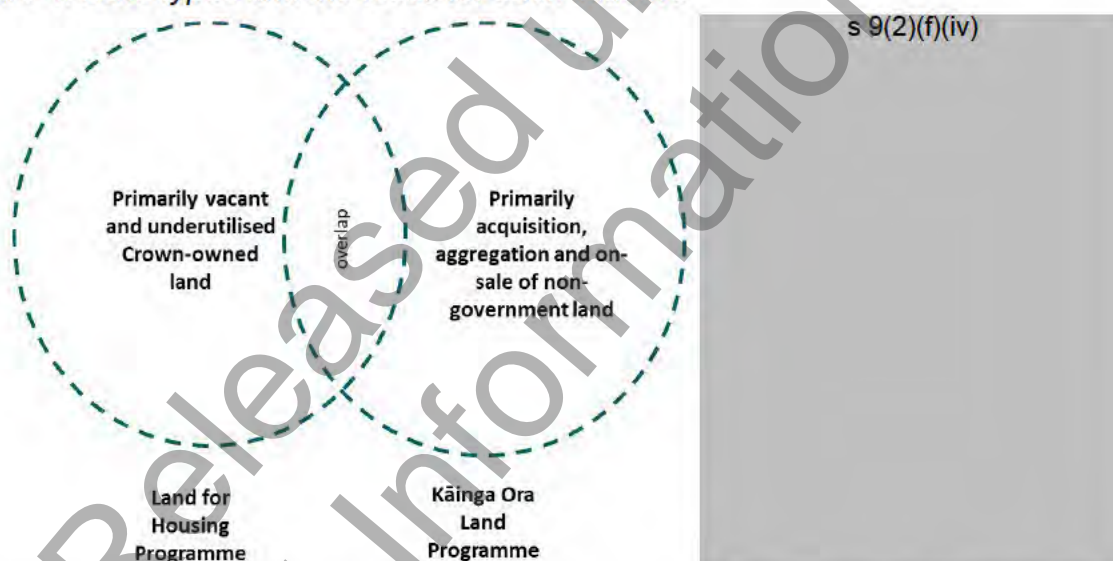 s 9(2)(f)(iv)
Primarily vacant
and underutilised
Crown-owned
land
overlap
Primarily
acquisition,
aggregation and on-
sale of non-
government land
Land for
Housing
Programme
Kāinga Ora
Land
Programme
Released
Information